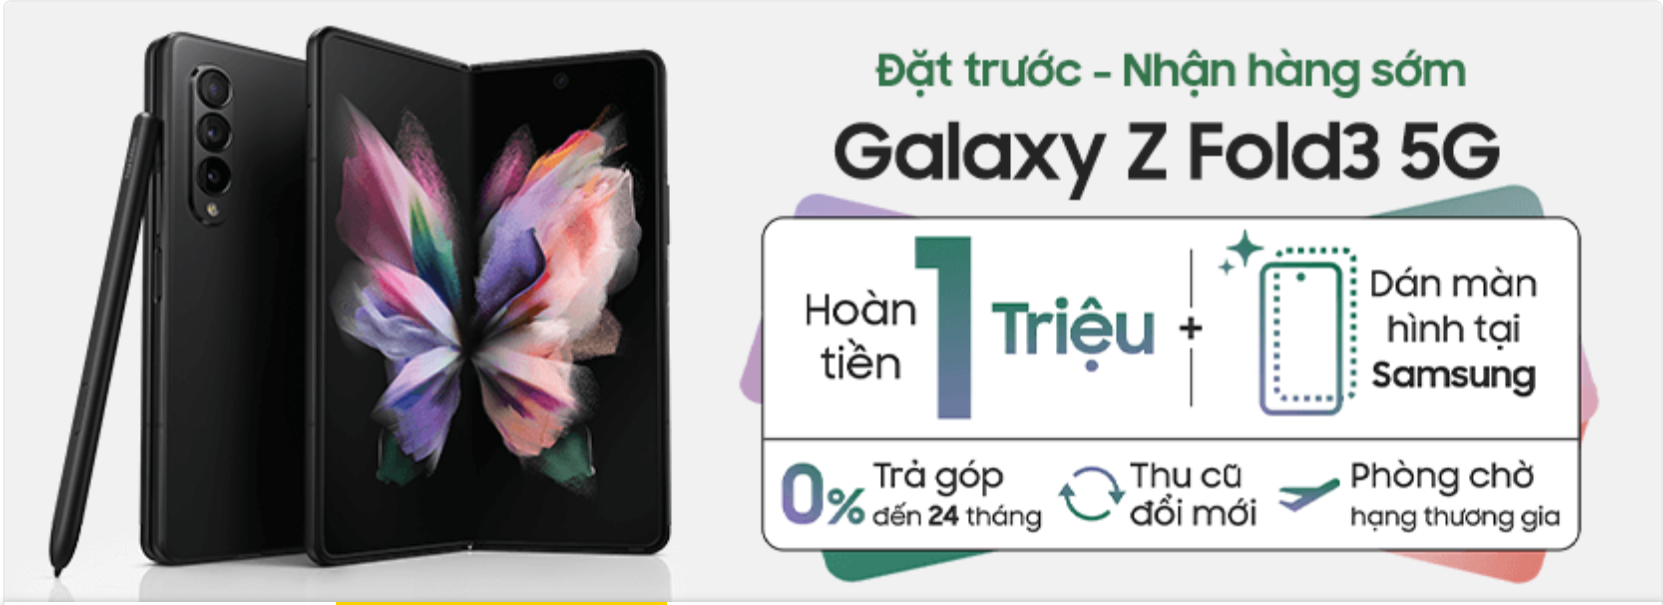 Đặt trước - Nhận hàng sớm
Galaxy Z Fold3 5G
Hoàn
tiền
1
Triệu
+
Dán màn
hình tại
Samsung
0%
Trả góp
đến 24 tháng
Thu cũ
đổi mới
Phòng chờ
hạng thương gia